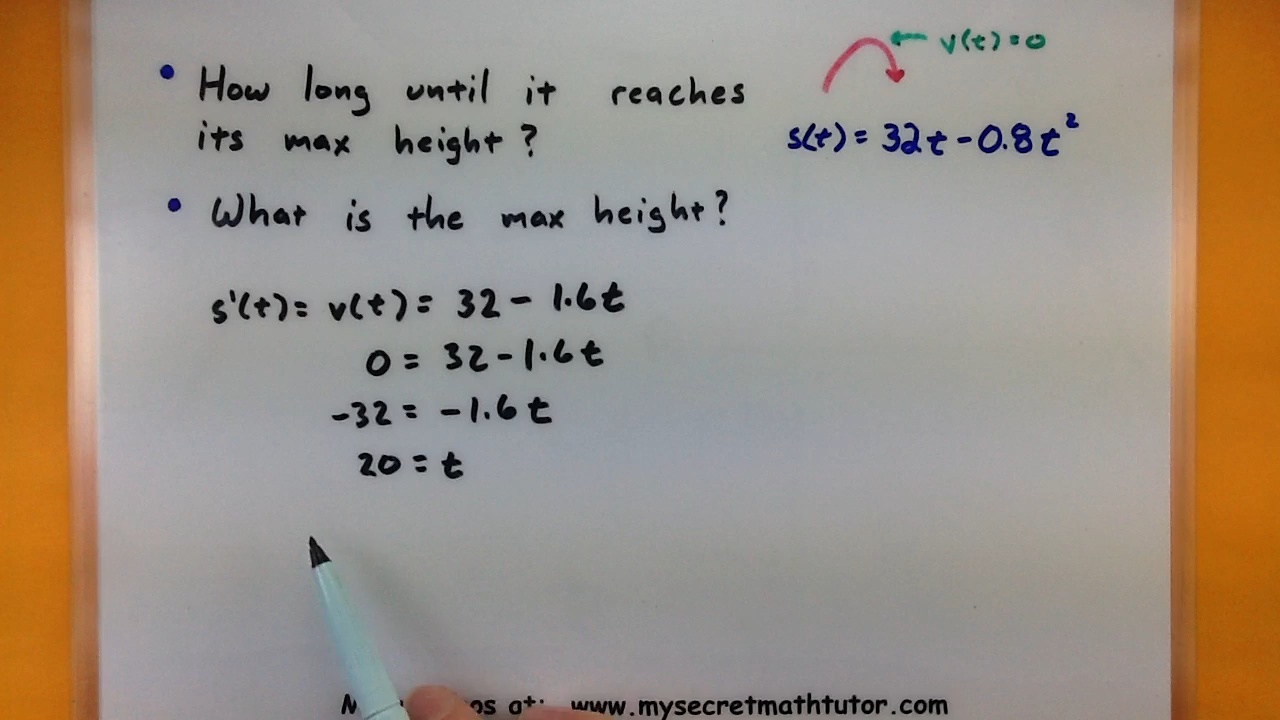 • How long until it reaches
its max height?
v(t) = 0
s(t) = 32t - 0.8t²
• What is the max height?
s'(t) = v(t) = 32 - 1.6t
0 = 32 - 1.6t
-32 = -1.6t
20 = t
at: www.mysecretmathtutor.com